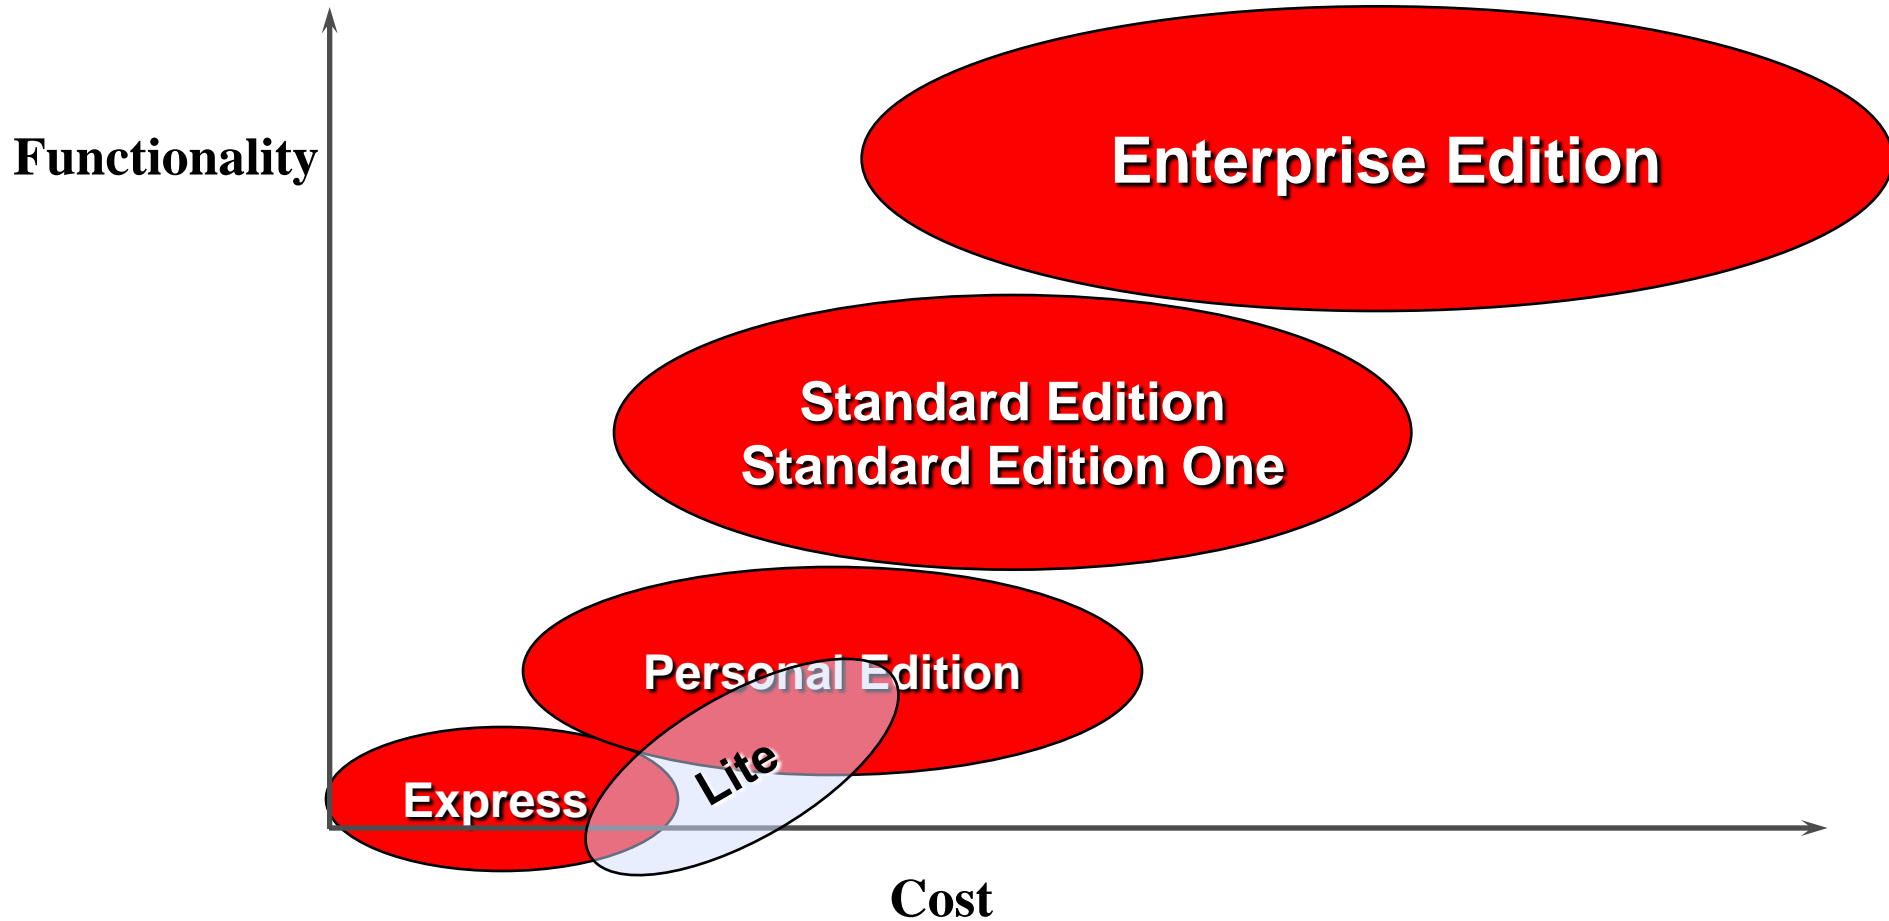 Functionality
Enterprise Edition
Standard Edition
Standard Edition One
Personal Edition
Lite
Express
Cost